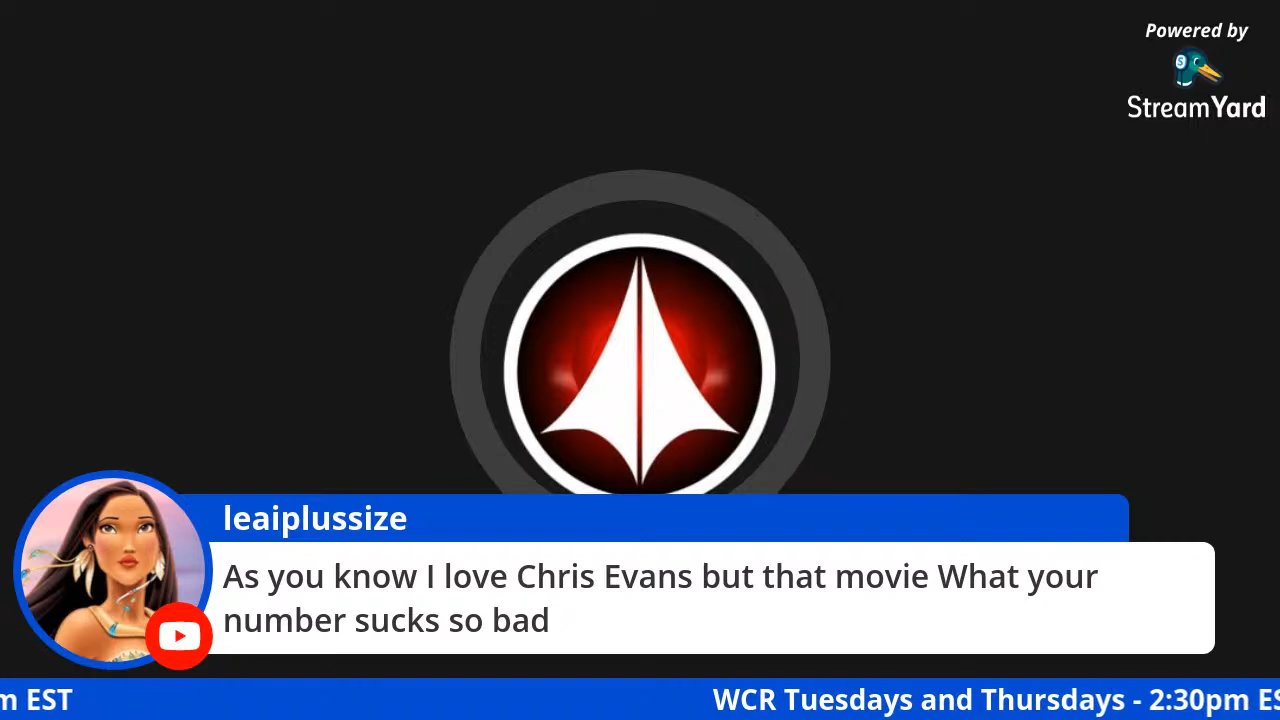 Powered by
StreamYard
leaiplussize
As you know I love Chris Evans but that movie What your
number sucks so bad
m EST
WCR Tuesdays and Thursdays - 2:30pm ES